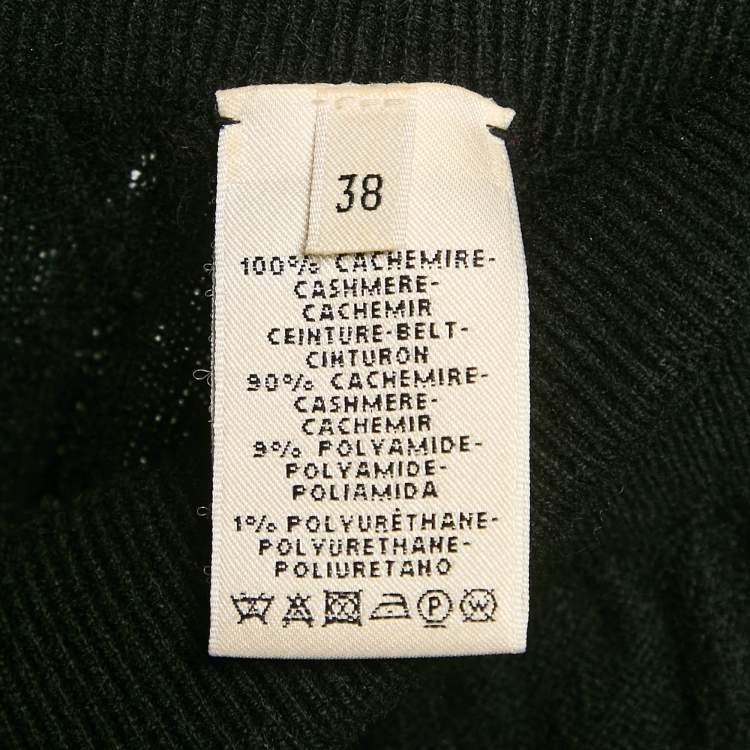 38
100% CACHEMIRE-
CASHMERE-
CACHEMIR
CEINTURE-BELT-
CINTURON
90% CACHEMIRE-
CASHMERE-
CACHEMIR
9% POLYAMIDE-
POLYAMIDE-
POLIAMIDA
1% POLYURÉTHANE-
POLYURETHANE-
POLIURETANO
P W